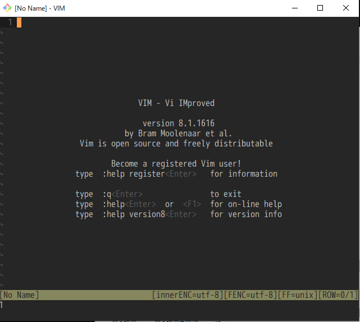 [No Name] - VIM
1
VIM - Vi IMproved
version 8.1.1616
by Bram Moolenaar et al.
Vim is open source and freely distributable
Become a registered Vim user!
type :help register<Enter> for information
type :q<Enter> to exit
type :help<Enter> or <F1> for on-line help
type :help version8<Enter> for version info
[No Name] [innerENC=utf-8][FENC=utf-8][FF=unix][ROW=0/1]
1